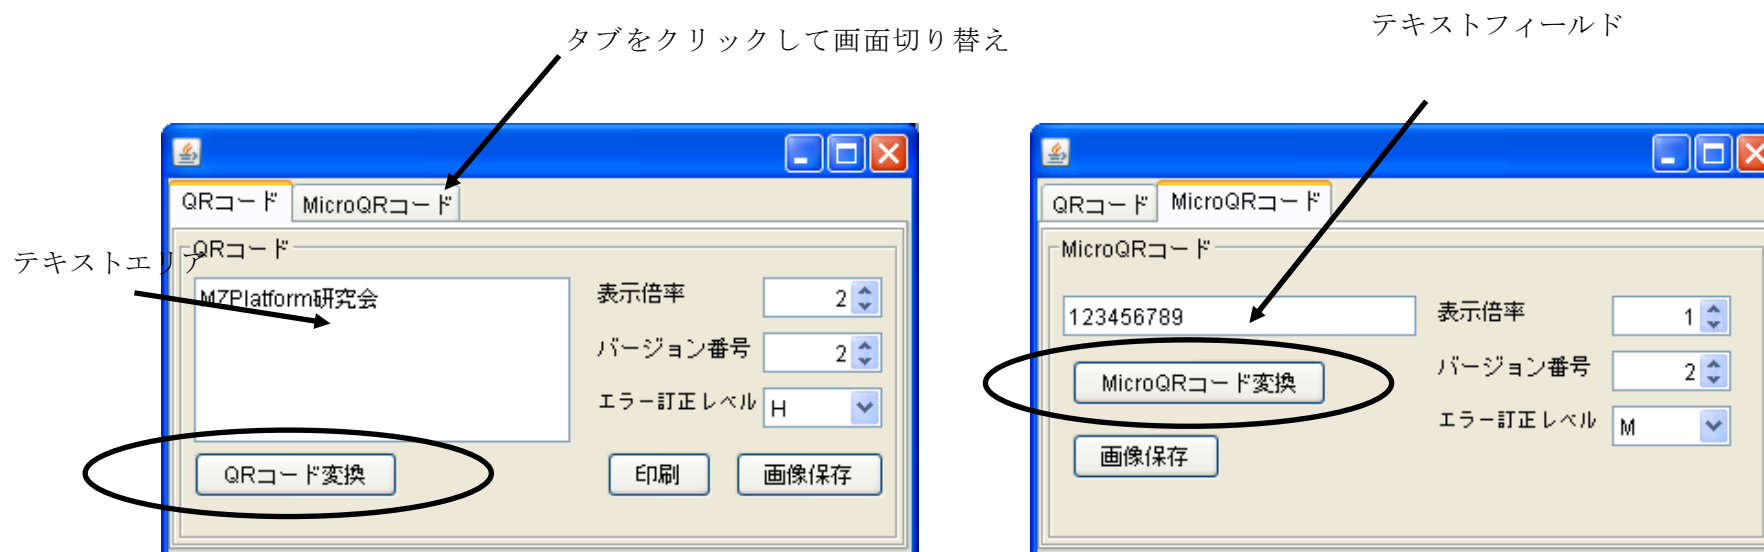 タブをクリックして画面切り替え
テキストフィールド
QRコード
MicroQRコード
QRコード
テキストエリア
MZPlatform研究会
表示倍率
2
バージョン番号
2
エラー訂正レベル
H
QRコード変換
印刷
画像保存
QRコード
MicroQRコード
MicroQRコード
123456789
表示倍率
1
MicroQRコード変換
バージョン番号
2
エラー訂正レベル
M
画像保存